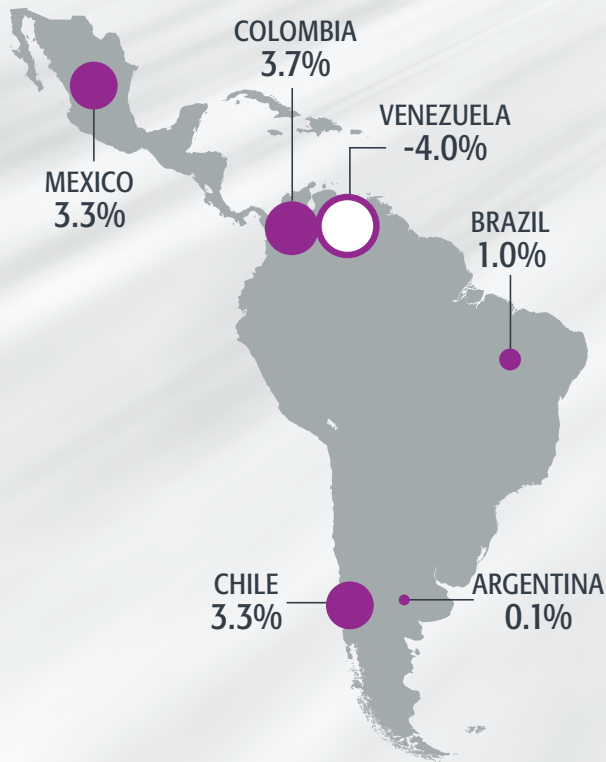 COLOMBIA
3.7%
VENEZUELA
-4.0%
MEXICO
3.3%
BRAZIL
1.0%
CHILE
3.3%
ARGENTINA
0.1%